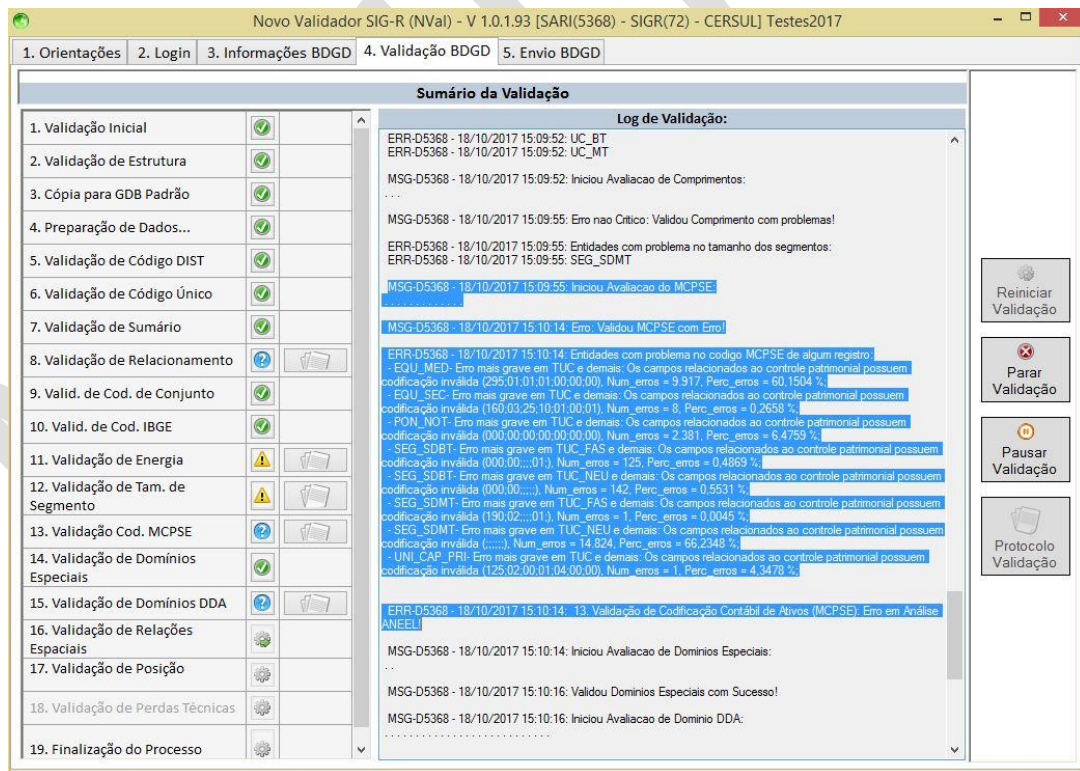 Novo Validador SIG-R (NVal) - V 1.0.1.93 [SARI(5368) - SIGR(72) - CERSUL] Testes2017
1. Orientações
2. Login
3. Informações BDGD
4. Validação BDGD
5. Envio BDGD
Sumário da Validação
1. Validação Inicial
2. Validação de Estrutura
3. Cópia para GDB Padrão
4. Preparação de Dados...
5. Validação de Código DIST
6. Validação de Código Único
7. Validação de Sumário
8. Validação de Relacionamento
9. Valid. de Cod. de Conjunto
10. Valid. de Cod. IBGE
11. Validação de Energia
12. Validação de Tam. de
Segmento
13. Validação Cod. MCPSE
14. Validação de Domínios
Especiais
15. Validação de Domínios DDA
16. Validação de Relações
Espaciais
17. Validação de Posição
18. Validação de Perdas Técnicas
19. Finalização do Processo
Log de Validação:
ERR-D5368 - 18/10/2017 15:09:52: UC_BT
ERR-D5368 - 18/10/2017 15:09:52: UC_MT
MSG-D5368 - 18/10/2017 15:09:52: Iniciou Avaliacao de Comprimentos:
. . .
MSG-D5368 - 18/10/2017 15:09:55: Erro nao Critico: Validou Comprimento com problemas!
ERR-D5368 - 18/10/2017 15:09:55: Entidades com problema no tamanho dos segmentos:
ERR-D5368 - 18/10/2017 15:09:55: SEG_SDMT
MSG-D5368 - 18/10/2017 15:09:55: Iniciou Avaliacao do MCPSE:
. . . . . . . . . . . . .
MSG-D5368 - 18/10/2017 15:10:14: Erro: Validou MCPSE com Erro!
ERR-D5368 - 18/10/2017 15:10:14: Entidades com problema no codigo MCPSE de algum registro:
- EQU_MED- Erro mais grave em TUC e demais: Os campos relacionados ao controle patrimonial possuem
codificação inválida (295;01;01;01;00;00;00), Num_erros = 9.917, Perc_erros = 60,1504 %;
- EQU_SEC- Erro mais grave em TUC e demais: Os campos relacionados ao controle patrimonial possuem
codificação inválida (160;03;25;10;01;00;01), Num_erros = 8, Perc_erros = 0,2658 %;
- PON_NOT- Erro mais grave em TUC e demais: Os campos relacionados ao controle patrimonial possuem
codificação inválida (000;00;00;00;00;00;00), Num_erros = 2.381, Perc_erros = 6,4759 %;
- SEG_SDBT- Erro mais grave em TUC_FAS e demais: Os campos relacionados ao controle patrimonial possuem
codificação inválida (000;00;;;;01;), Num_erros = 125, Perc_erros = 0,4869 %;
- SEG_SDBT- Erro mais grave em TUC_NEU e demais: Os campos relacionados ao controle patrimonial possuem
codificação inválida (000;00;;;;;), Num_erros = 142, Perc_erros = 0,5531 %;
- SEG_SDMT- Erro mais grave em TUC_FAS e demais: Os campos relacionados ao controle patrimonial possuem
codificação inválida (190;02;;;;01;), Num_erros = 1, Perc_erros = 0,0045 %;
- SEG_SDMT- Erro mais grave em TUC_NEU e demais: Os campos relacionados ao controle patrimonial possuem
codificação inválida (;;;;;;), Num_erros = 14.824, Perc_erros = 66,2348 %;
- UNI_CAP_PRI- Erro mais grave em TUC e demais: Os campos relacionados ao controle patrimonial possuem
codificação inválida (125;02;00;01;04;00;00), Num_erros = 1, Perc_erros = 4,3478 %;
ERR-D5368 - 18/10/2017 15:10:14: 13. Validação de Codificação Contábil de Ativos (MCPSE): Erro em Análise
ANEEL!
MSG-D5368 - 18/10/2017 15:10:14: Iniciou Avaliacao de Dominios Especiais:
. .
MSG-D5368 - 18/10/2017 15:10:16: Validou Dominios Especiais com Sucesso!
MSG-D5368 - 18/10/2017 15:10:16: Iniciou Avaliacao de Dominio DDA:
. . . . . . . . . . . . . . . . . . . . . . . . . . .
Reiniciar
Validação
Parar
Validação
Pausar
Validação
Protocolo
Validação